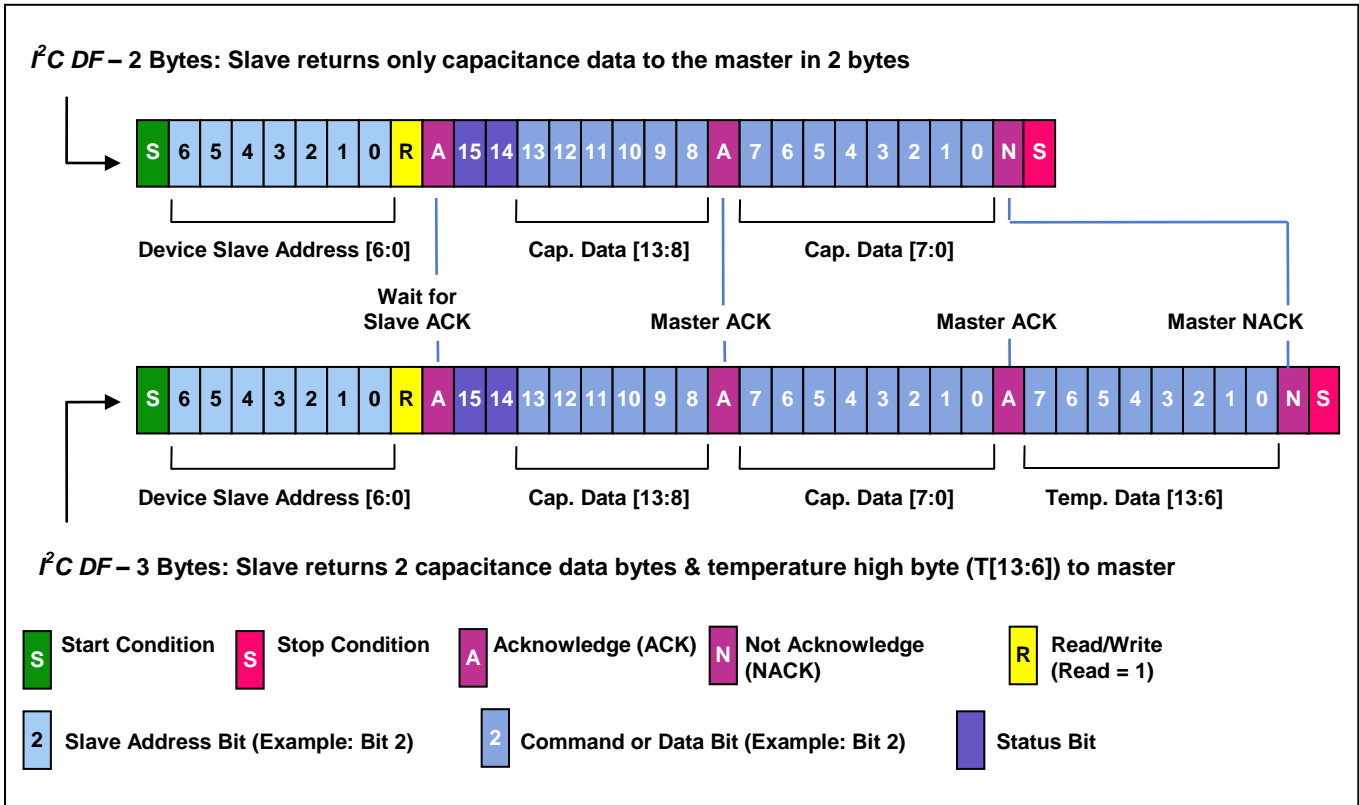 I²C DF – 2 Bytes: Slave returns only capacitance data to the master in 2 bytes
S 6 5 4 3 2 1 0 R A 15 14 13 12 11 10 9 8 A 7 6 5 4 3 2 1 0 N S
Device Slave Address [6:0] Cap. Data [13:8] Cap. Data [7:0]
Wait for
Slave ACK Master ACK Master ACK Master NACK
S 6 5 4 3 2 1 0 R A 15 14 13 12 11 10 9 8 A 7 6 5 4 3 2 1 0 A 7 6 5 4 3 2 1 0 N S
Device Slave Address [6:0] Cap. Data [13:8] Cap. Data [7:0] Temp. Data [13:6]
I²C DF – 3 Bytes: Slave returns 2 capacitance data bytes & temperature high byte (T[13:6]) to master
S Start Condition S Stop Condition A Acknowledge (ACK) N Not Acknowledge R Read/Write
(NACK) (Read = 1)
2 Slave Address Bit (Example: Bit 2) 2 Command or Data Bit (Example: Bit 2) Status Bit